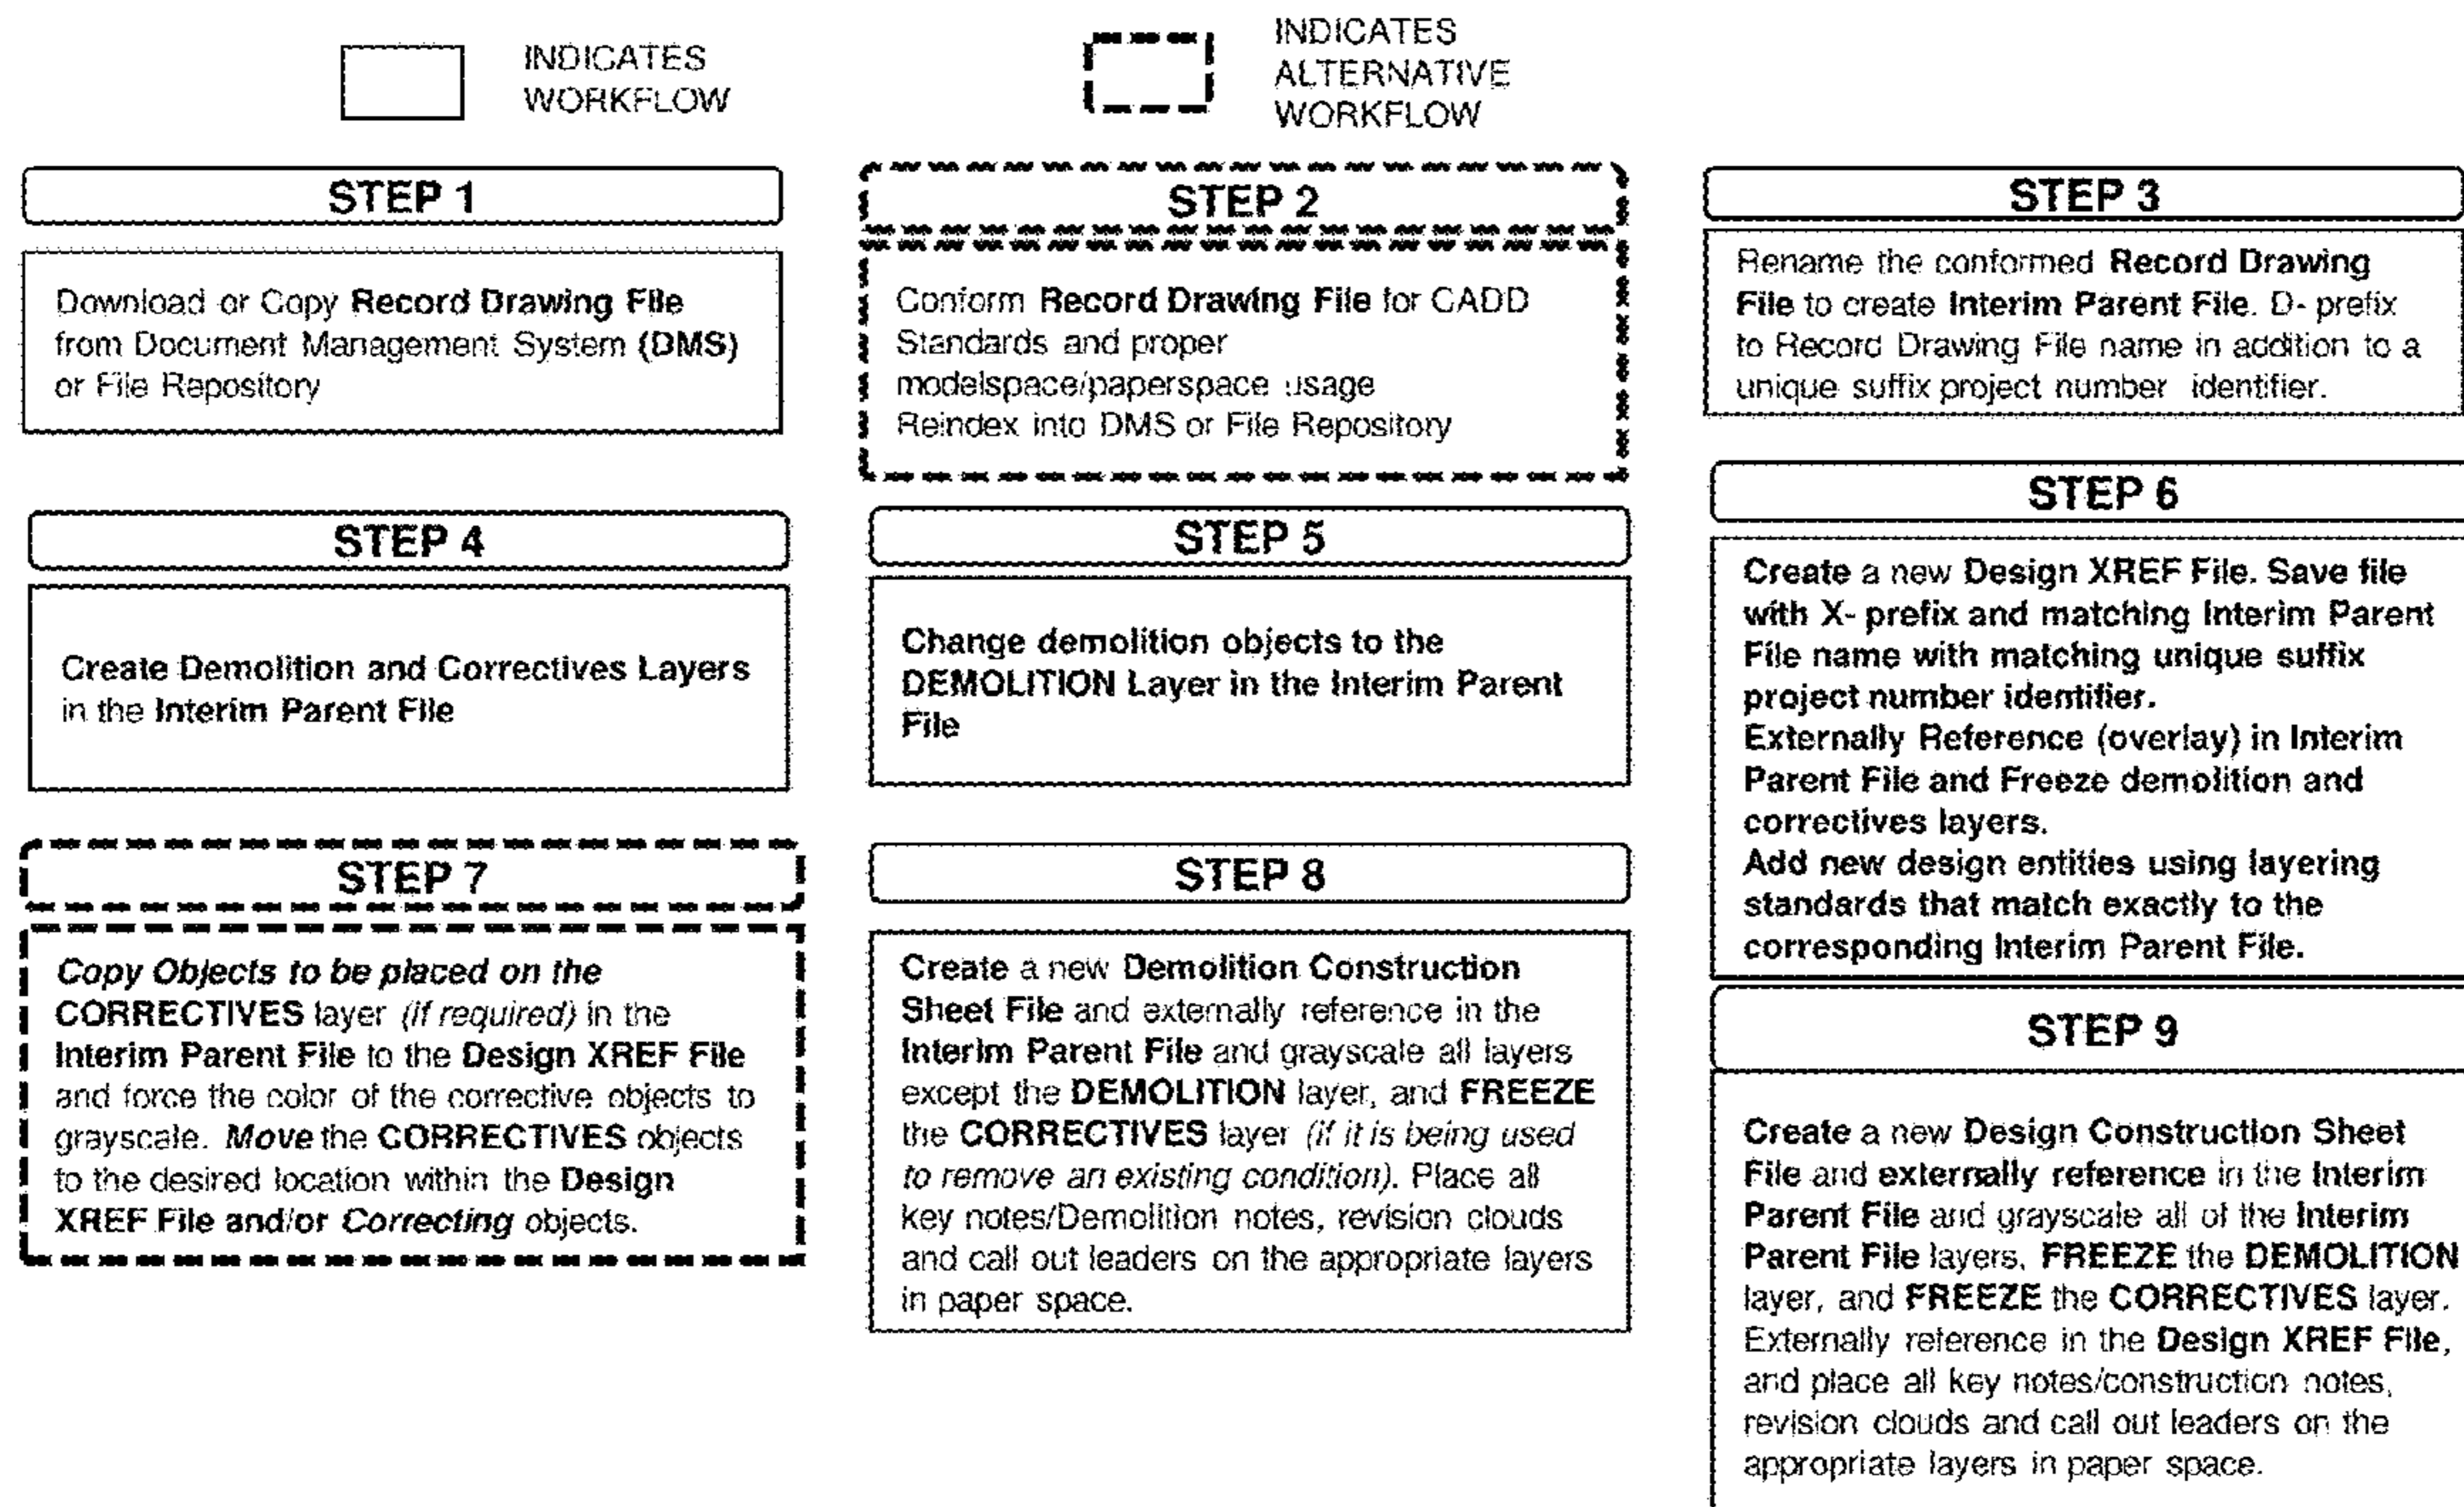 INDICATES
WORKFLOW
INDICATES
ALTERNATIVE
WORKFLOW
STEP 1
Download or Copy Record Drawing File
from Document Management System (DMS)
or File Repository
STEP 2
Conform Record Drawing File for CADD
Standards and proper
modelspace/paperspace usage
Reindex into DMS or File Repository
STEP 3
Rename the conformed Record Drawing
File to create Interim Parent File. D- prefix
to Record Drawing File name in addition to a
unique suffix project number identifier.
STEP 4
Create Demolition and Correctives Layers
in the Interim Parent File
STEP 5
Change demolition objects to the
DEMOLITION Layer in the Interim Parent
File
STEP 6
Create a new Design XREF File. Save file
with X- prefix and matching Interim Parent
File name with matching unique suffix
project number identifier.
Externally Reference (overlay) in Interim
Parent File and Freeze demolition and
correctives layers.
Add new design entities using layering
standards that match exactly to the
corresponding Interim Parent File.
STEP 7
Copy Objects to be placed on the
CORRECTIVES layer (if required) in the
Interim Parent File to the Design XREF File
and force the color of the corrective objects to
grayscale. Move the CORRECTIVES objects
to the desired location within the Design
XREF File and/or Correcting objects.
STEP 8
Create a new Demolition Construction
Sheet File and externally reference in the
Interim Parent File and grayscale all layers
except the DEMOLITION layer, and FREEZE
the CORRECTIVES layer (if it is being used
to remove an existing condition). Place all
key notes/Demolition notes, revision clouds
and call out leaders on the appropriate layers
in paper space.
STEP 9
Create a new Design Construction Sheet
File and externally reference in the Interim
Parent File and grayscale all of the Interim
Parent File layers, FREEZE the DEMOLITION
layer, and FREEZE the CORRECTIVES layer.
Externally reference in the Design XREF File,
and place all key notes/construction notes,
revision clouds and call out leaders on the
appropriate layers in paper space.